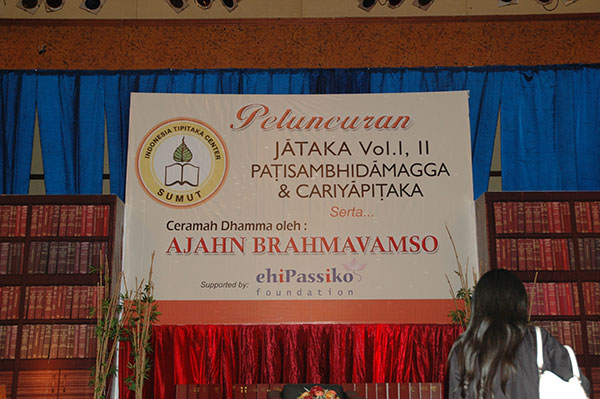 Peluncuran
JĀTAKA Vol.I, II
PAṬISAMBHIDĀMAGGA
& CARIYĀPIṬAKA
Serta...
INDONESIA TIPITAKA CENTER
SUMUT
Ceramah Dhamma oleh :
AJAHN BRAHMAVAMSO
Supported by:
ehiPassiko
foundation